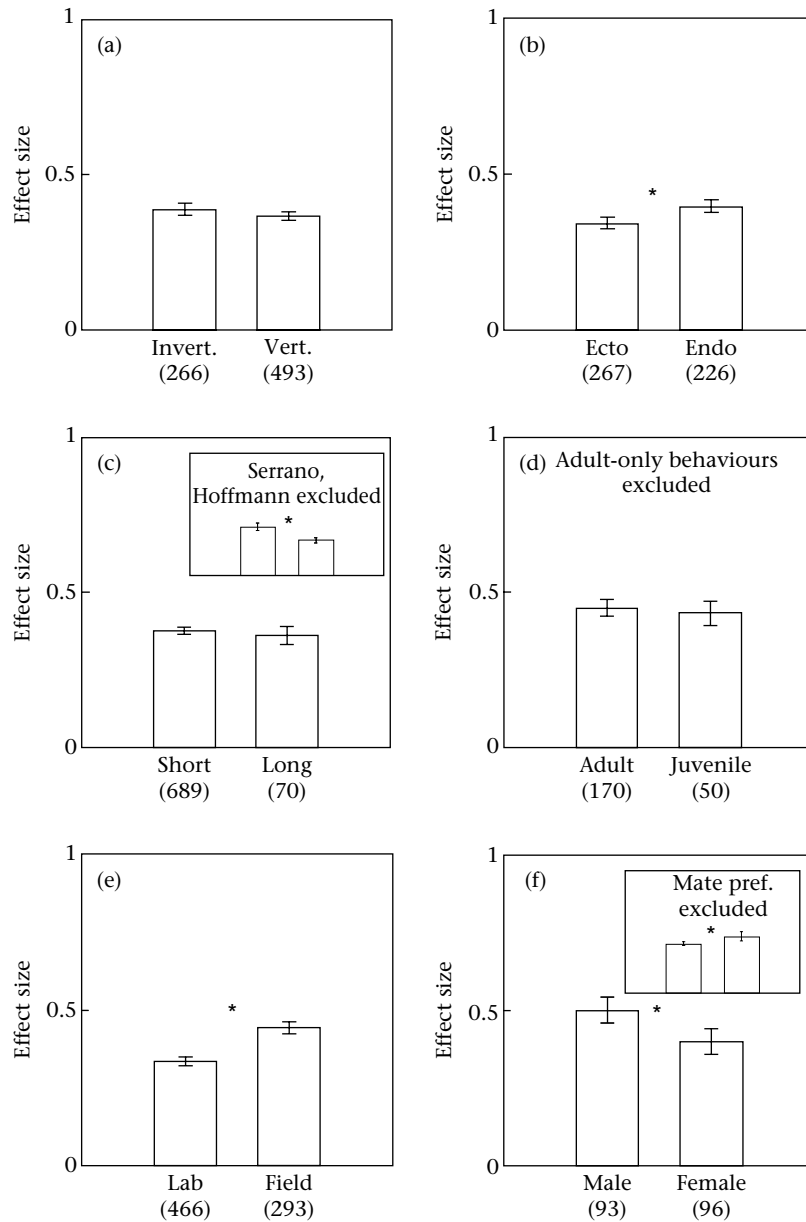 1
(a)
Effect size
0.5
0
Invert.
Vert.
(266)
(493)
1
(b)
Effect size
0.5
*
0
Ecto
Endo
(267)
(226)
1
(c)
Serrano,
Hoffmann excluded
*
Effect size
0.5
0
Short
Long
(689)
(70)
1
(d)
Adult-only behaviours
excluded
Effect size
0.5
0
Adult
Juvenile
(170)
(50)
1
(e)
Effect size
0.5
*
0
Lab
Field
(466)
(293)
1
(f)
Mate pref.
excluded
*
Effect size
0.5
*
0
Male
Female
(93)
(96)